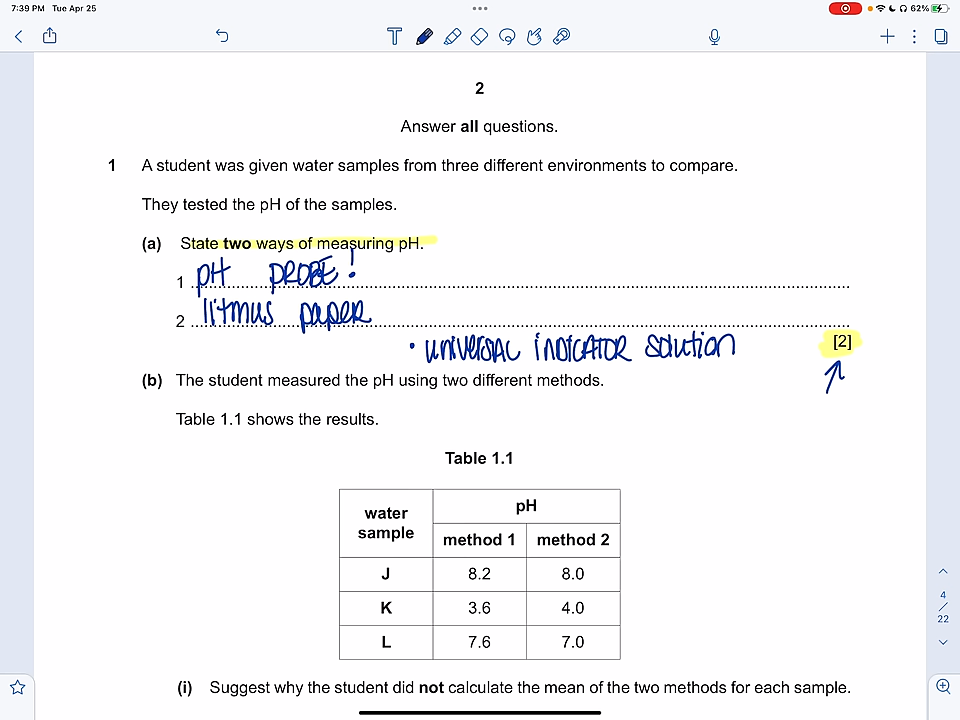 7:39 PM Tue Apr 25
62%
2
Answer all questions.
1 A student was given water samples from three different environments to compare.
They tested the pH of the samples.
(a) State two ways of measuring pH.
1 pH PROBE!
2 litmus paper
• UNIVERSAL INDICATOR Solution [2]
(b) The student measured the pH using two different methods.
Table 1.1 shows the results.
Table 1.1
water sample pH
method 1 method 2
J 8.2 8.0
K 3.6 4.0
L 7.6 7.0
4
/
22
(i) Suggest why the student did not calculate the mean of the two methods for each sample.